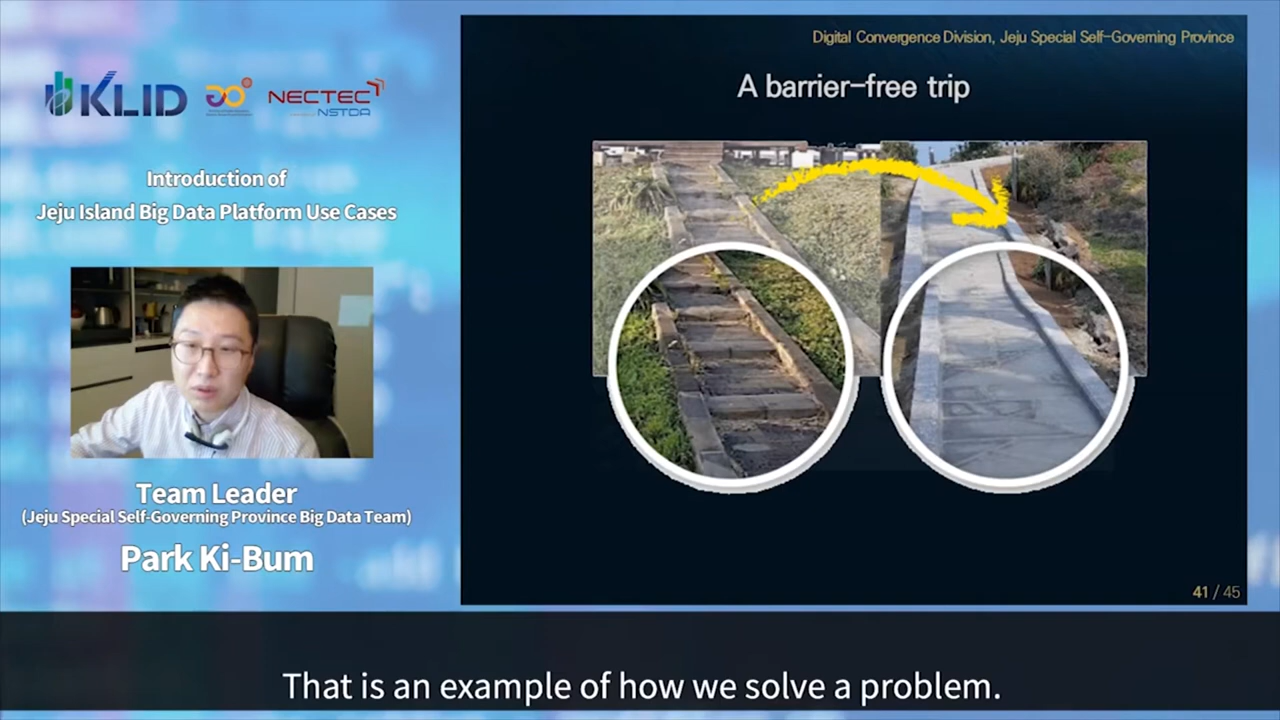 KLID
NECTEC
NSTDA
Introduction of
Jeju Island Big Data Platform Use Cases
Team Leader
(Jeju Special Self-Governing Province Big Data Team)
Park Ki-Bum
Digital Convergence Division, Jeju Special Self-Governing Province
A barrier-free trip
41 / 45
That is an example of how we solve a problem.